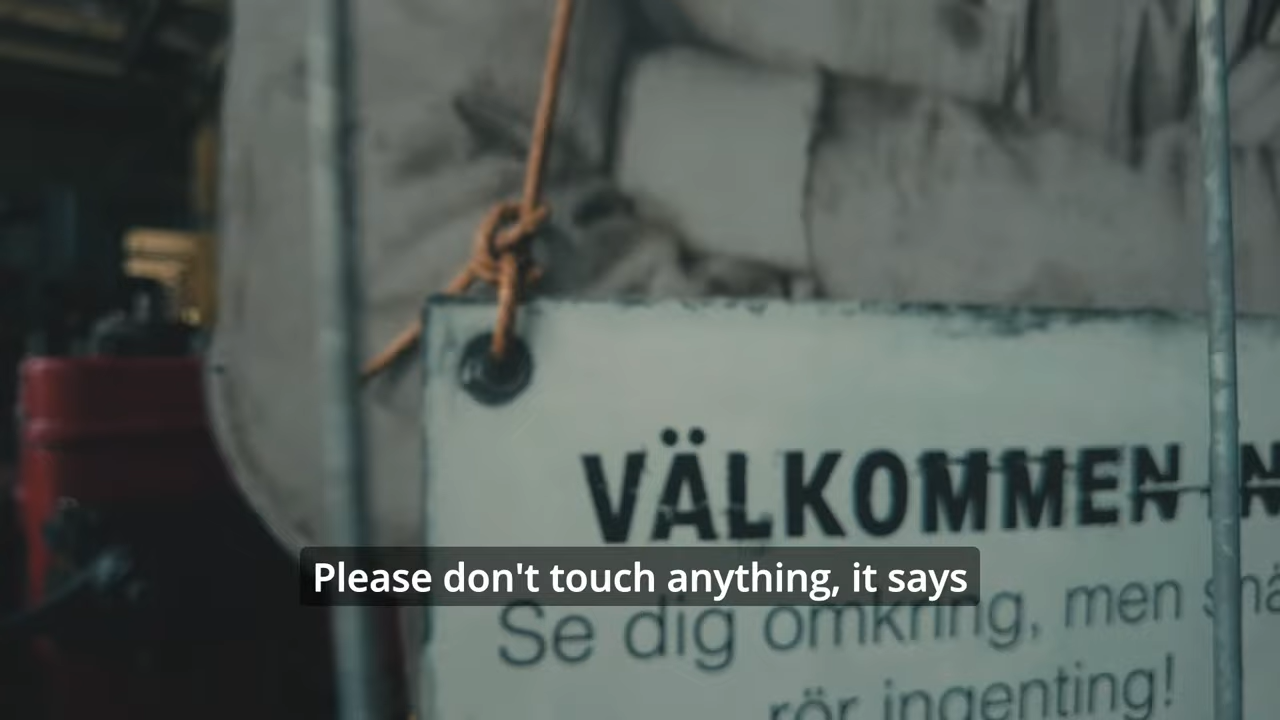 VÄLKOMMEN
Please don't touch anything, it says
Se dig omkring, men
rör ingenting!